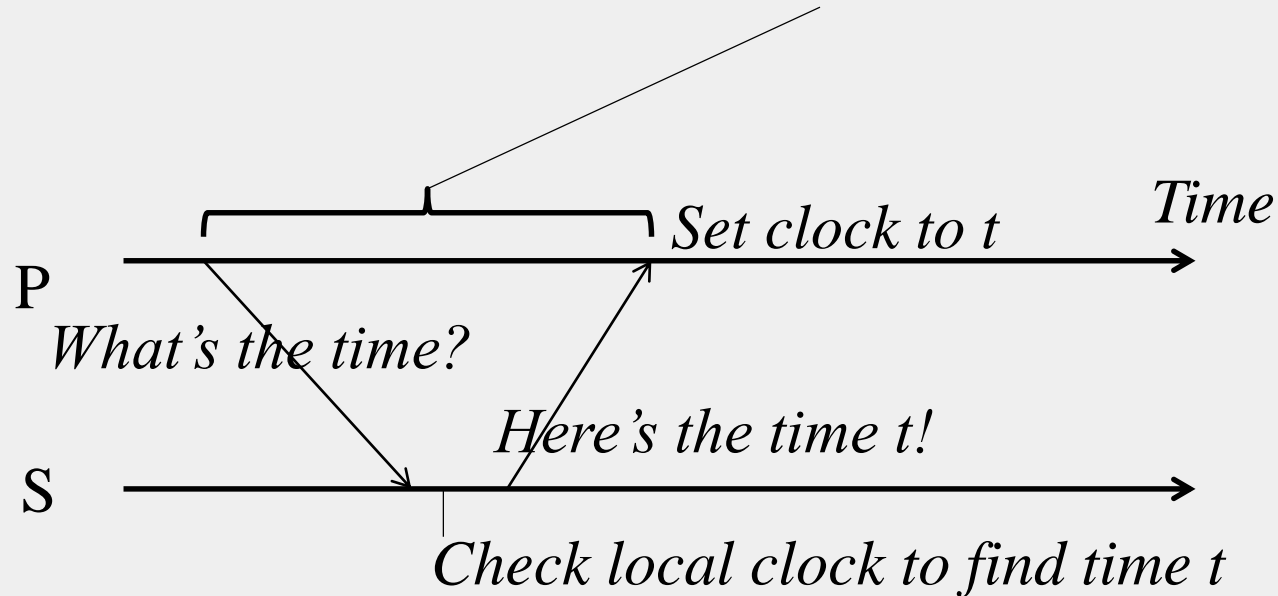 Time
Set clock to t
P
What’s the time?
Here’s the time t!
S
Check local clock to find time t